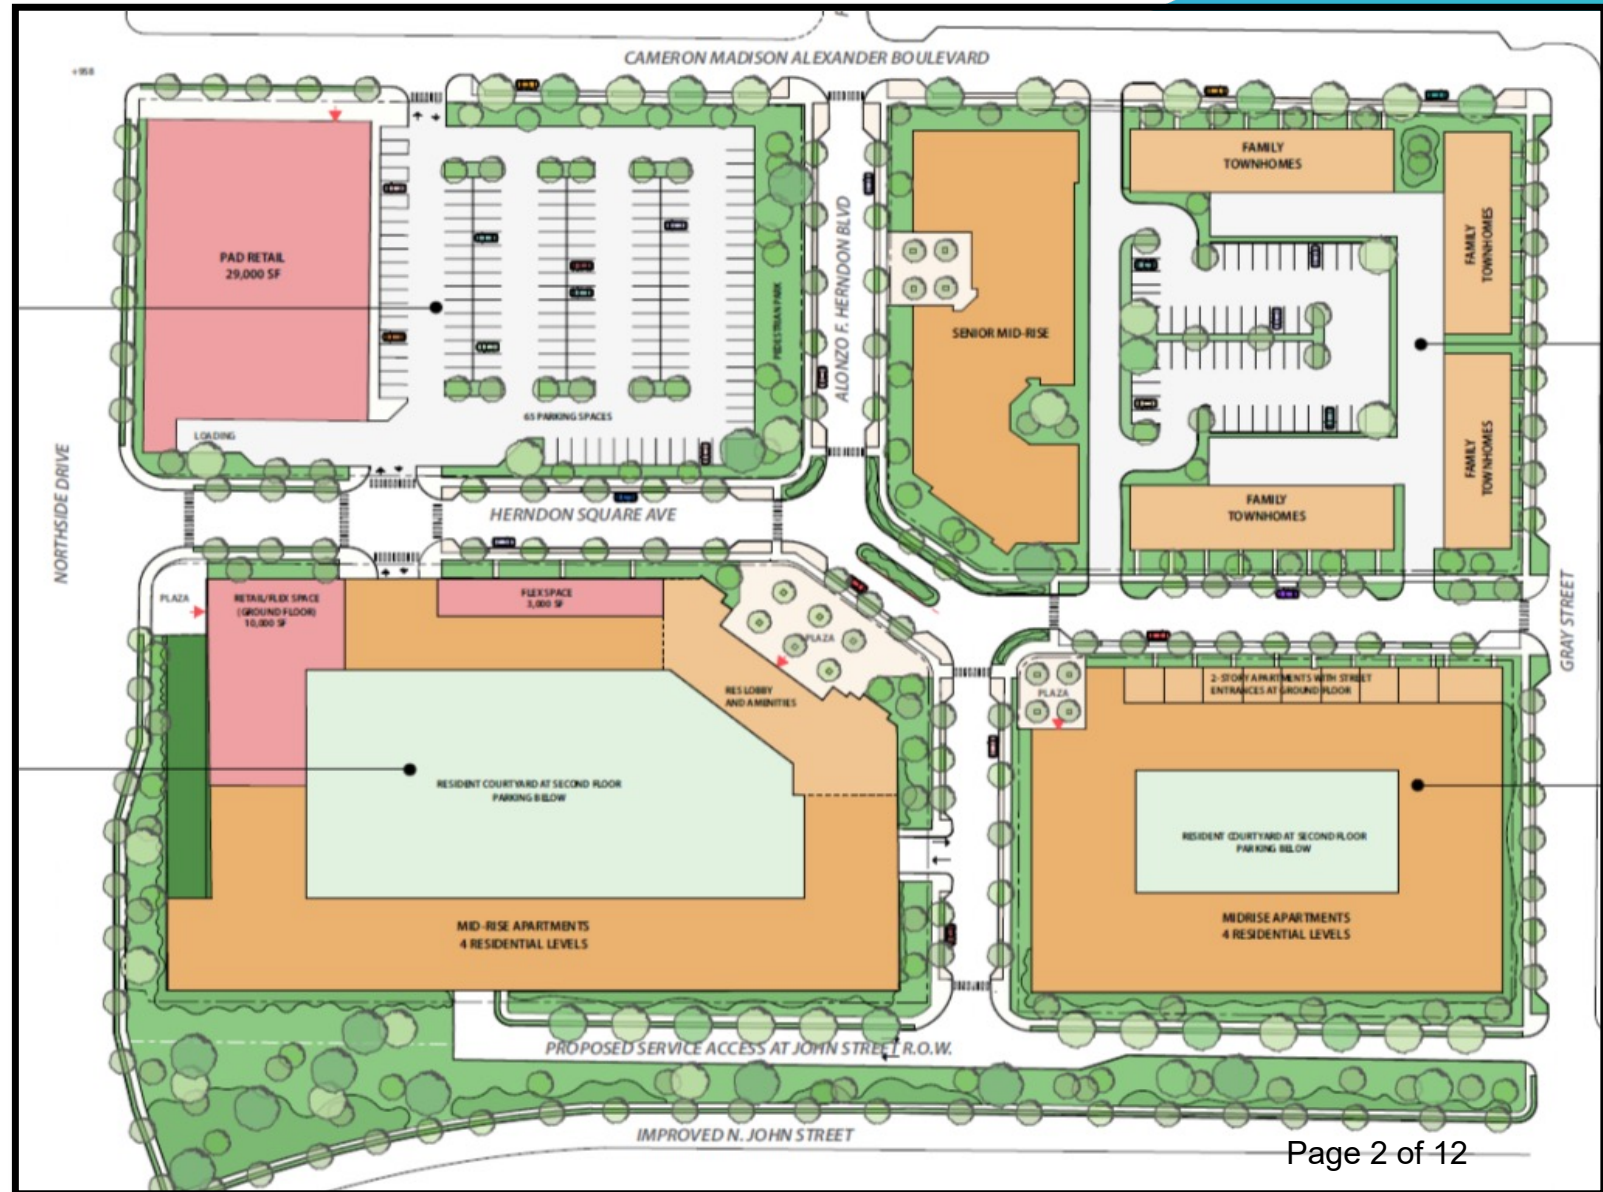 CAMERON MADISON ALEXANDER BOULEVARD
+958
PAD RETAIL
29,000 SF
LOADING
65 PARKING SPACES
PEDESTRIAN PARK
ALONZO F. HERNDON BLVD
SENIOR MID-RISE
FAMILY
TOWNHOMES
FAMILY
TOWNHOMES
FAMILY
TOWNHOMES
FAMILY
TOWNHOMES
NORTHSIDE DRIVE
HERNDON SQUARE AVE
GRAY STREET
PLAZA
RETAIL/FLEX SPACE
(GROUND FLOOR)
10,000 SF
FLEX SPACE
3,000 SF
PLAZA
RES LOBBY
AND AMENITIES
RESIDENT COURTYARD AT SECOND FLOOR
PARKING BELOW
MID-RISE APARTMENTS
4 RESIDENTIAL LEVELS
PLAZA
2-STORY APARTMENTS WITH STREET
ENTRANCES AT GROUND FLOOR
RESIDENT COURTYARD AT SECOND FLOOR
PARKING BELOW
MIDRISE APARTMENTS
4 RESIDENTIAL LEVELS
PROPOSED SERVICE ACCESS AT JOHN STREET R.O.W.
IMPROVED N. JOHN STREET
Page 2 of 12